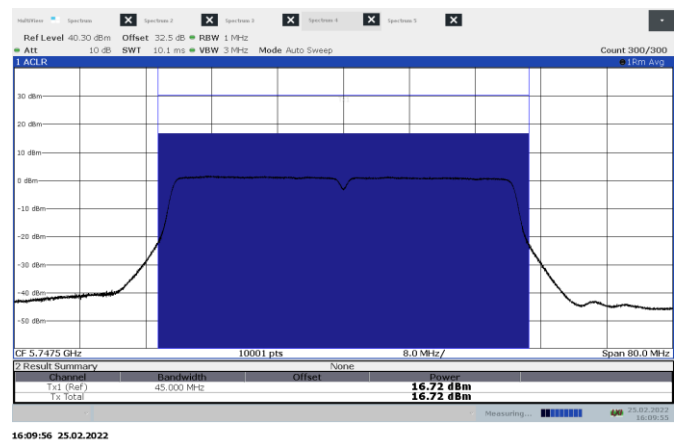 MultiView Spectrum Spectrum 2 Spectrum 3 Spectrum 4 Spectrum 5
Ref Level 40.30 dBm Offset 32.5 dB RBW 1 MHz
Att 10 dB SWT 10.1 ms VBW 3 MHz Mode Auto Sweep Count 300/300
1 ACLR 1Rm Avg
30 dBm
20 dBm
10 dBm
0 dBm
-10 dBm
-20 dBm
-30 dBm
-40 dBm
-50 dBm
CF 5.7475 GHz 10001 pts 8.0 MHz/ Span 80.0 MHz
2 Result Summary None
Channel Bandwidth Offset Power
Tx1 (Ref) 45.000 MHz 16.72 dBm
Tx Total 16.72 dBm
Measuring... 25.02.2022
16:09:55
16:09:56 25.02.2022